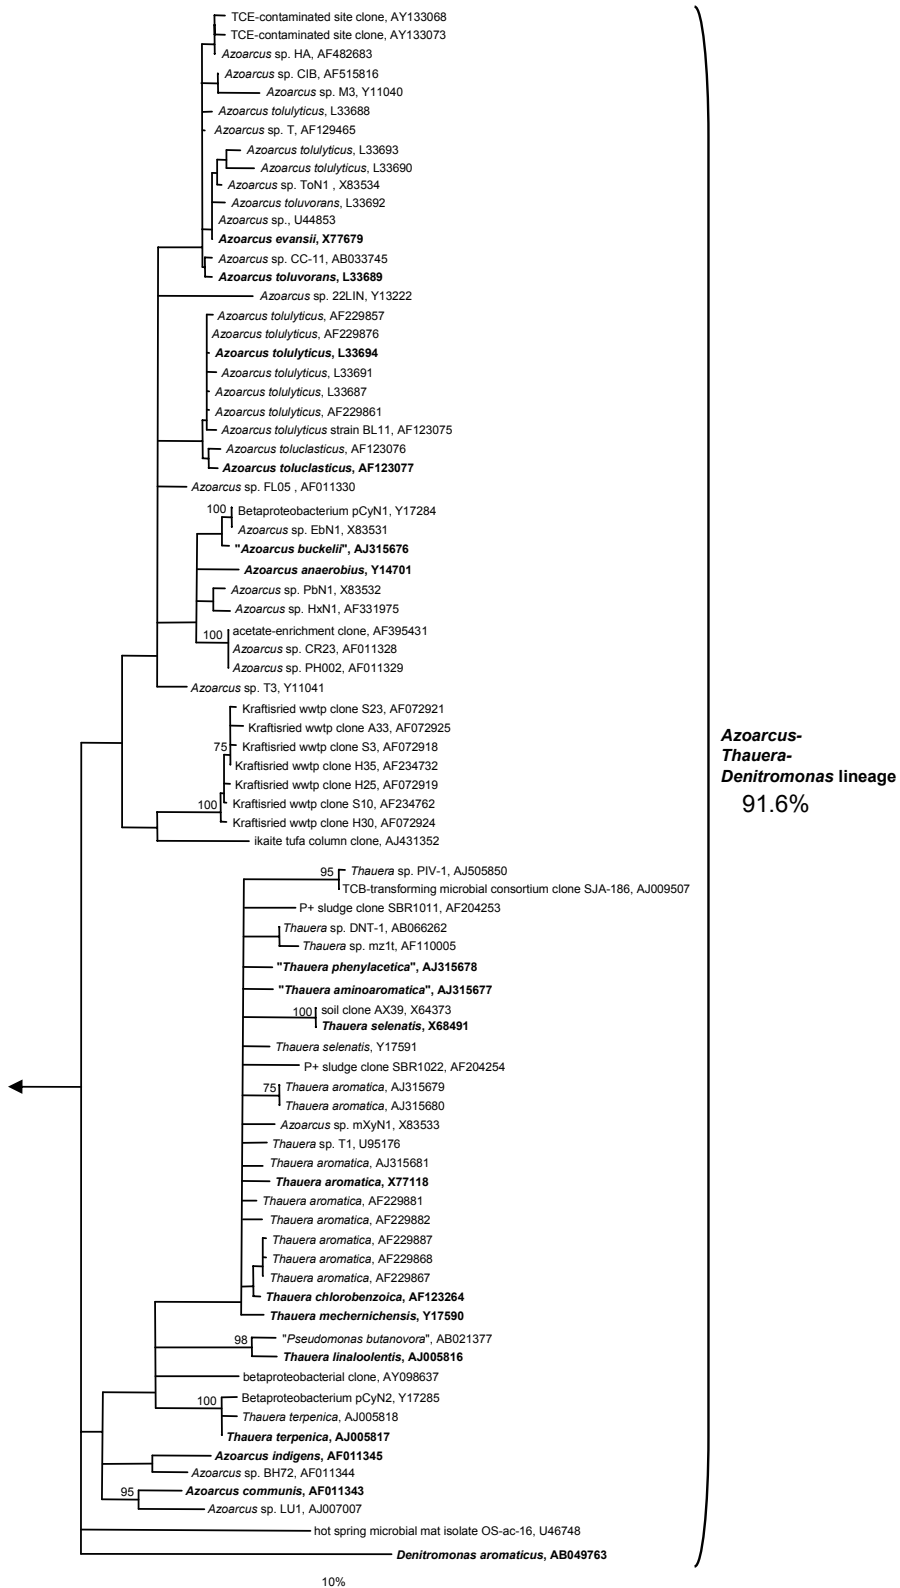 TCE-contaminated site clone, AY133068
TCE-contaminated site clone, AY133073
Azoarcus sp. HA, AF482683
Azoarcus sp. CIB, AF515816
Azoarcus sp. M3, Y11040
Azoarcus tolulyticus, L33688
Azoarcus sp. T, AF129465
Azoarcus tolulyticus, L33693
Azoarcus tolulyticus, L33690
Azoarcus sp. ToN1 , X83534
Azoarcus toluvorans, L33692
Azoarcus sp., U44853
Azoarcus evansii, X77679
Azoarcus sp. CC-11, AB033745
Azoarcus toluvorans, L33689
Azoarcus sp. 22LIN, Y13222
Azoarcus tolulyticus, AF229857
Azoarcus tolulyticus, AF229876
Azoarcus tolulyticus, L33694
Azoarcus tolulyticus, L33691
Azoarcus tolulyticus, L33687
Azoarcus tolulyticus, AF229861
Azoarcus tolulyticus strain BL11, AF123075
Azoarcus toluclasticus, AF123076
Azoarcus toluclasticus, AF123077
Azoarcus sp. FL05 , AF011330
100
Betaproteobacterium pCyN1, Y17284
Azoarcus sp. EbN1, X83531
"Azoarcus buckelii", AJ315676
Azoarcus anaerobius, Y14701
Azoarcus sp. PbN1, X83532
Azoarcus sp. HxN1, AF331975
100
acetate-enrichment clone, AF395431
Azoarcus sp. CR23, AF011328
Azoarcus sp. PH002, AF011329
Azoarcus sp. T3, Y11041
Kraftisried wwtp clone S23, AF072921
Kraftisried wwtp clone A33, AF072925
75
Kraftisried wwtp clone S3, AF072918
Kraftisried wwtp clone H35, AF234732
Kraftisried wwtp clone H25, AF072919
100
Kraftisried wwtp clone S10, AF234762
Kraftisried wwtp clone H30, AF072924
ikaite tufa column clone, AJ431352
Azoarcus-
Thauera-
Denitromonas lineage
91.6%
95
Thauera sp. PIV-1, AJ505850
TCB-transforming microbial consortium clone SJA-186, AJ009507
P+ sludge clone SBR1011, AF204253
Thauera sp. DNT-1, AB066262
Thauera sp. mz1t, AF110005
"Thauera phenylacetica", AJ315678
"Thauera aminoaromatica", AJ315677
100
soil clone AX39, X64373
Thauera selenatis, X68491
Thauera selenatis, Y17591
P+ sludge clone SBR1022, AF204254
75
Thauera aromatica, AJ315679
Thauera aromatica, AJ315680
Azoarcus sp. mXyN1, X83533
Thauera sp. T1, U95176
Thauera aromatica, AJ315681
Thauera aromatica, X77118
Thauera aromatica, AF229881
Thauera aromatica, AF229882
Thauera aromatica, AF229887
Thauera aromatica, AF229868
Thauera aromatica, AF229867
Thauera chlorobenzoica, AF123264
Thauera mechernichensis, Y17590
98
"Pseudomonas butanovora", AB021377
Thauera linaloolentis, AJ005816
betaproteobacterial clone, AY098637
100
Betaproteobacterium pCyN2, Y17285
Thauera terpenica, AJ005818
Thauera terpenica, AJ005817
Azoarcus indigens, AF011345
Azoarcus sp. BH72, AF011344
95
Azoarcus communis, AF011343
Azoarcus sp. LU1, AJ007007
hot spring microbial mat isolate OS-ac-16, U46748
Denitromonas aromaticus, AB049763
10%